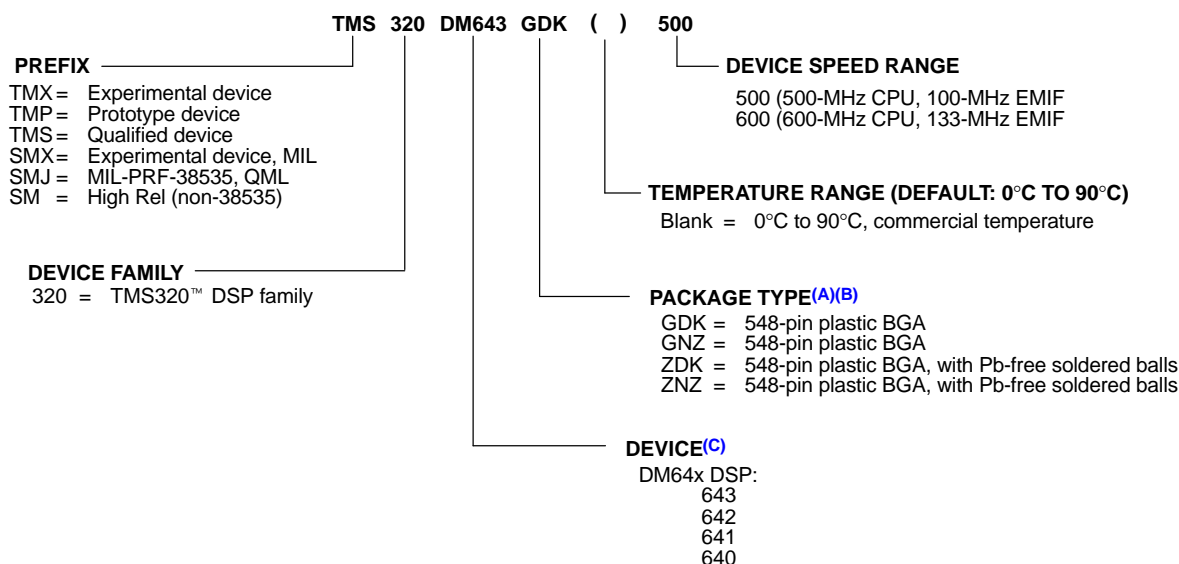 TMS 320 DM643 GDK ( ) 500
PREFIX
TMX = Experimental device
TMP = Prototype device
TMS = Qualified device
SMX = Experimental device, MIL
SMJ = MIL-PRF-38535, QML
SM = High Rel (non-38535)
DEVICE SPEED RANGE
500 (500-MHz CPU, 100-MHz EMIF
600 (600-MHz CPU, 133-MHz EMIF
TEMPERATURE RANGE (DEFAULT: 0°C TO 90°C)
Blank = 0°C to 90°C, commercial temperature
DEVICE FAMILY
320 = TMS320™ DSP family
PACKAGE TYPE(A)(B)
GDK = 548-pin plastic BGA
GNZ = 548-pin plastic BGA
ZDK = 548-pin plastic BGA, with Pb-free soldered balls
ZNZ = 548-pin plastic BGA, with Pb-free soldered balls
DEVICE(C)
DM64x DSP:
643
642
641
640